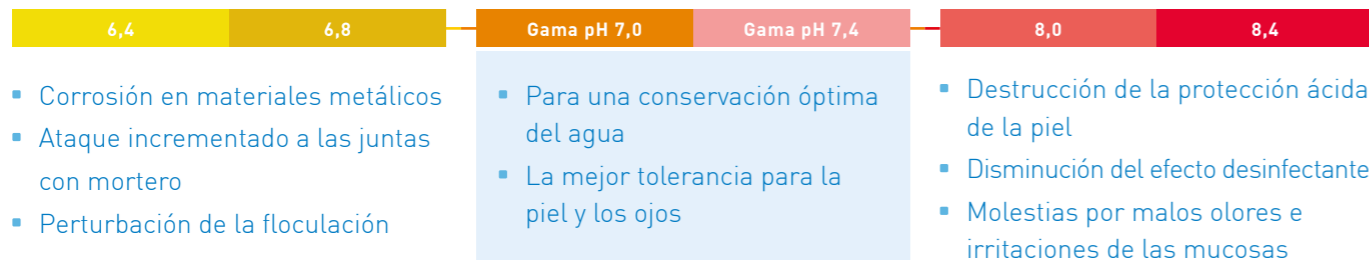 6,4
6,8
Gama pH 7,0
Gama pH 7,4
8,0
8,4
▪ Corrosión en materiales metálicos
▪ Ataque incrementado a las juntas
con mortero
▪ Perturbación de la floculación
▪ Para una conservación óptima
del agua
▪ La mejor tolerancia para la
piel y los ojos
▪ Destrucción de la protección ácida
de la piel
▪ Disminución del efecto desinfectante
▪ Molestias por malos olores e
irritaciones de las mucosas